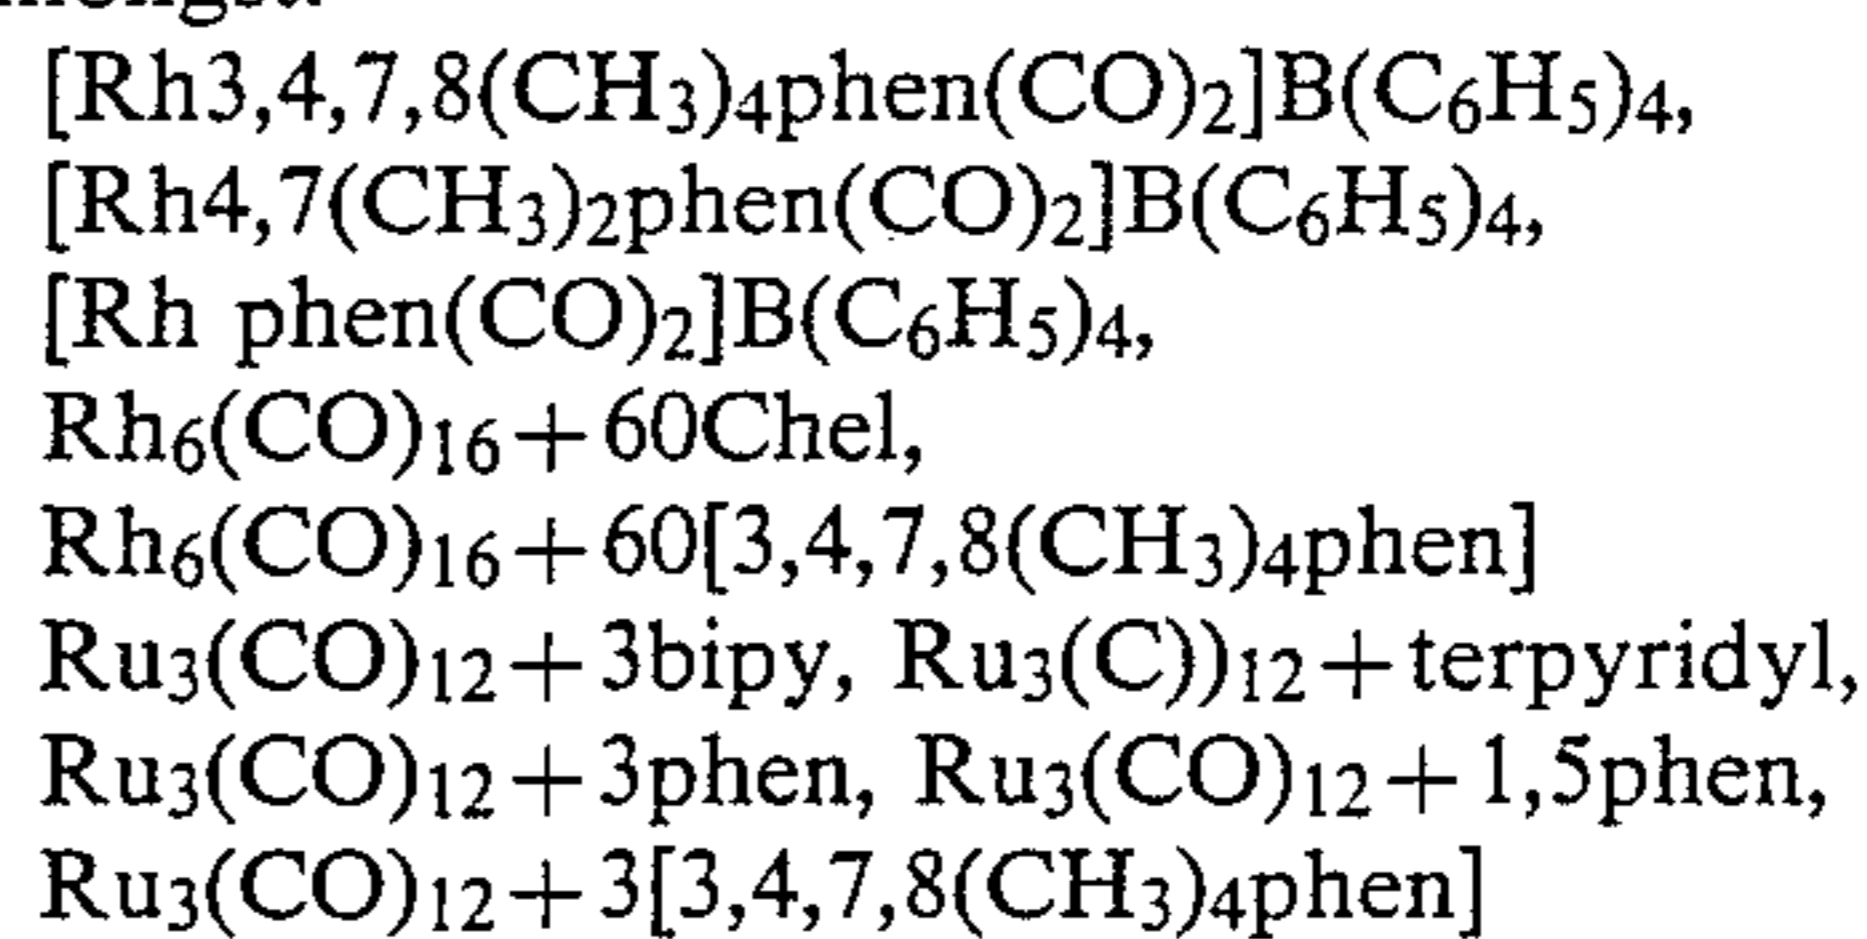 [Rh3,4,7,8(CH₃)₄phen(CO)₂]B(C₆H₅)₄,
[Rh4,7(CH₃)₂phen(CO)₂]B(C₆H₅)₄,
[Rh phen(CO)₂]B(C₆H₅)₄,
Rh₆(CO)₁₆+60Chel,
Rh₆(CO)₁₆+60[3,4,7,8(CH₃)₄phen]
Ru₃(CO)₁₂+3bipy, Ru₃(C))₁₂+terpyridyl,
Ru₃(CO)₁₂+3phen, Ru₃(CO)₁₂+1,5phen,
Ru₃(CO)₁₂+3[3,4,7,8(CH₃)₄phen]